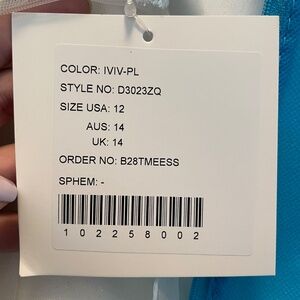 COLOR: IVIV-PL
STYLE NO: D3023ZQ
SIZE USA: 12
AUS: 14
UK: 14
ORDER NO: B28TMEESS
SPHEM: -
102258002